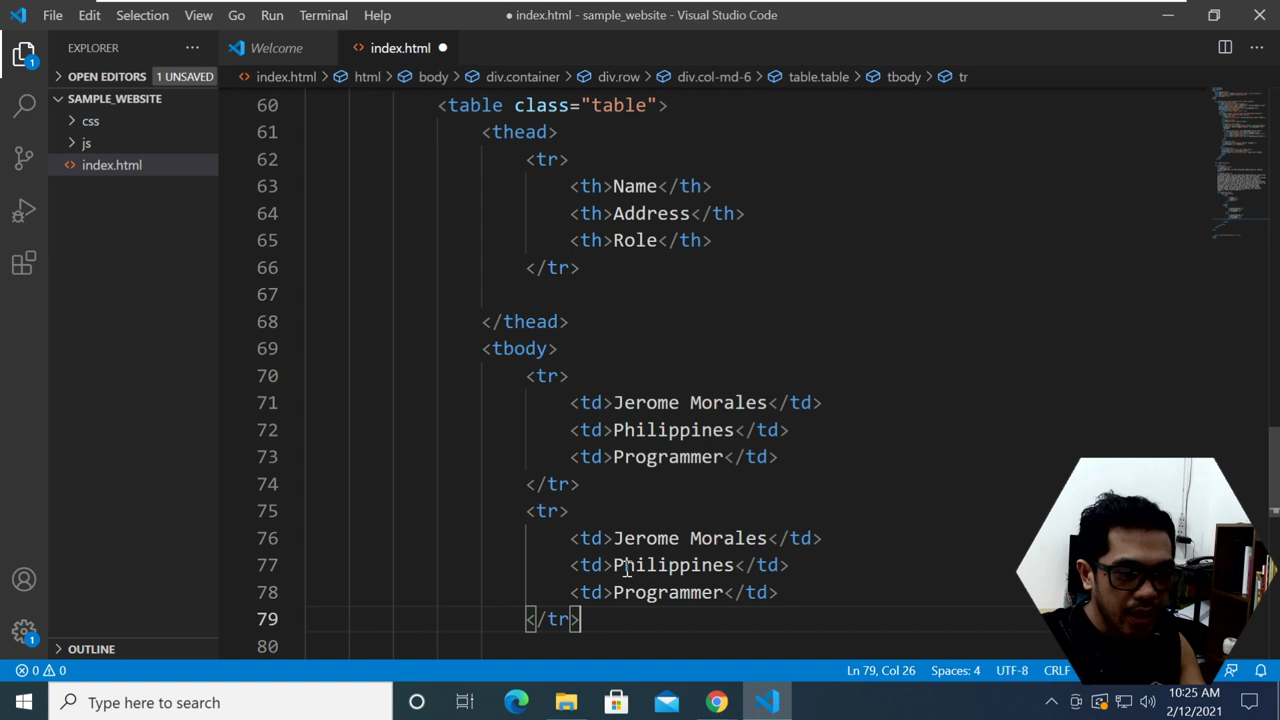 File Edit Selection View Go Run Terminal Help ● index.html - sample_website - Visual Studio Code
EXPLORER ···
Welcome
index.html ●
OPEN EDITORS 1 UNSAVED
index.html > html > body > div.container > div.row > div.col-md-6 > table.table > tbody > tr
SAMPLE_WEBSITE
css
js
index.html
60 <table class="table">
61 <thead>
62 <tr>
63 <th>Name</th>
64 <th>Address</th>
65 <th>Role</th>
66 </tr>
67
68 </thead>
69 <tbody>
70 <tr>
71 <td>Jerome Morales</td>
72 <td>Philippines</td>
73 <td>Programmer</td>
74 </tr>
75 <tr>
76 <td>Jerome Morales</td>
77 <td>Philippines</td>
78 <td>Programmer</td>
79 </tr>
80
1
1
OUTLINE
0 0 Ln 79, Col 26 Spaces: 4 UTF-8 CRLF
Type here to search
10:25 AM
2/12/2021